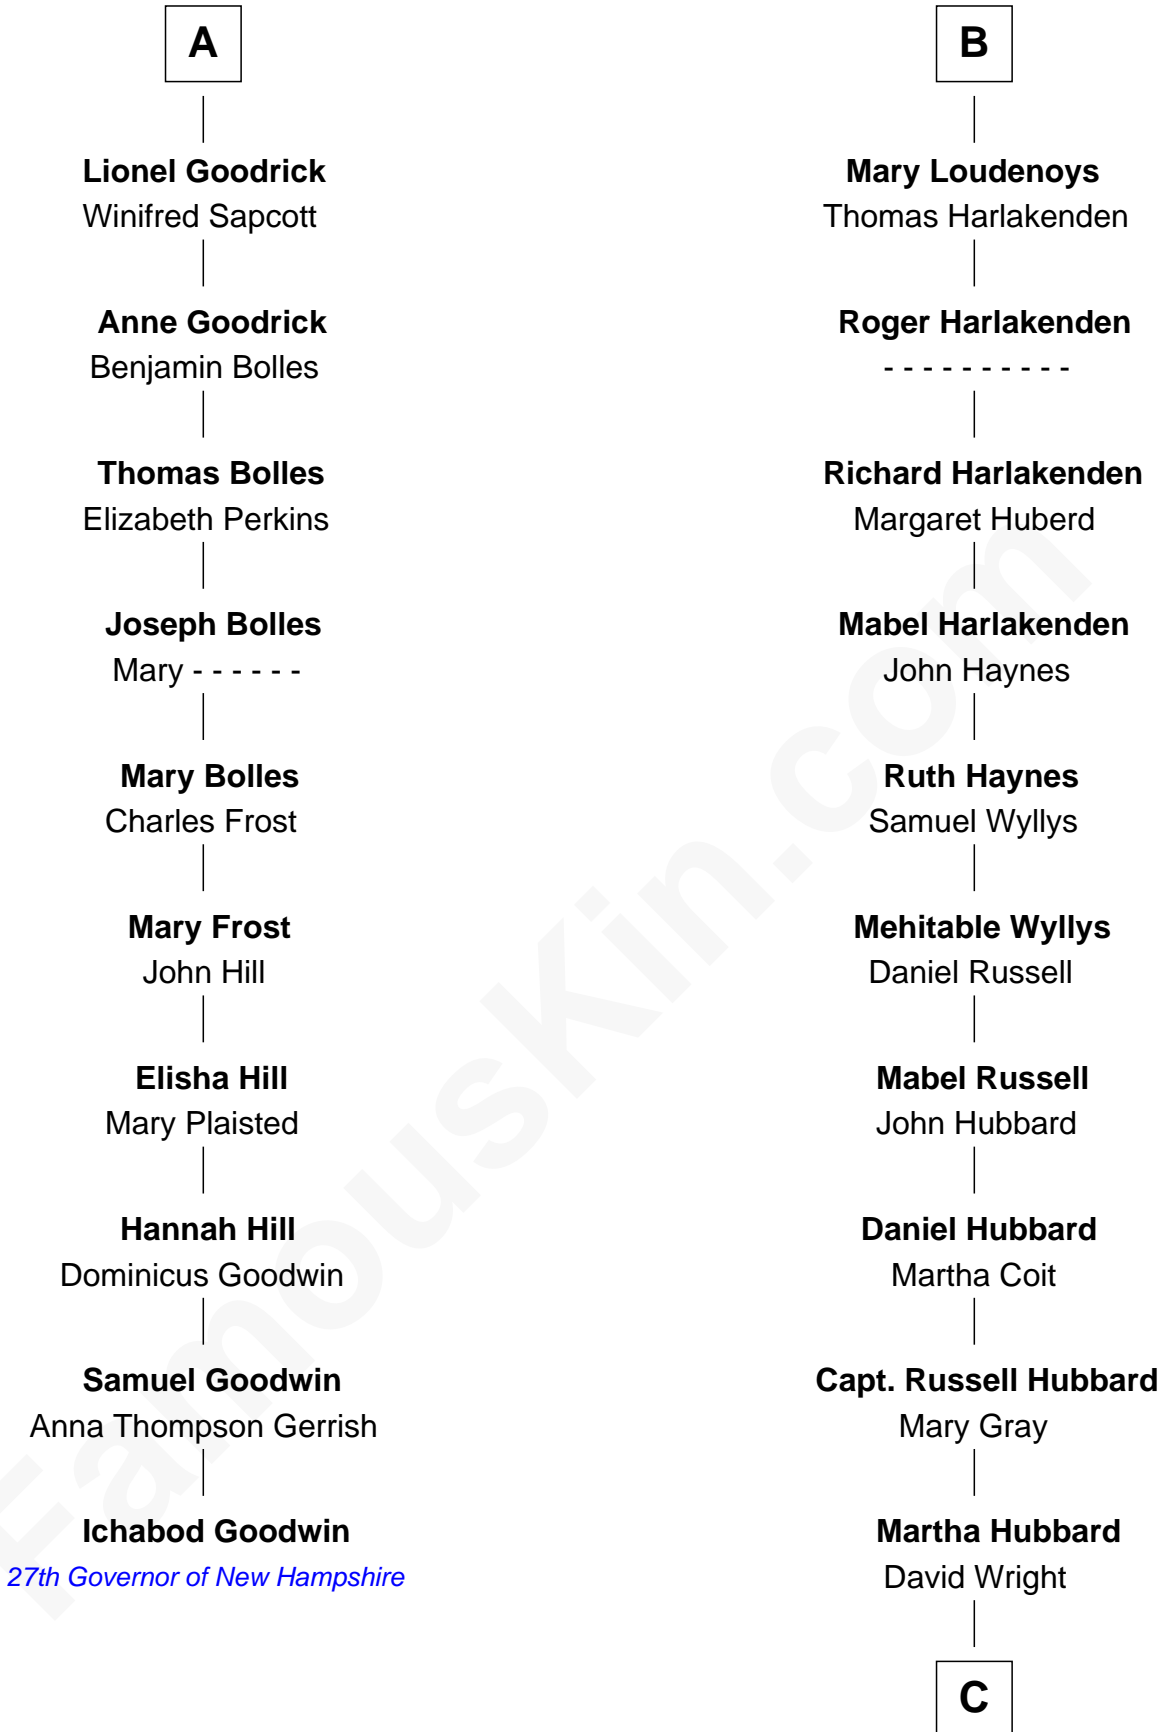 A
Lionel Goodrick
Winifred Sapcott
Anne Goodrick
Benjamin Bolles
Thomas Bolles
Elizabeth Perkins
Joseph Bolles
Mary - - - - - -
Mary Bolles
Charles Frost
Mary Frost
John Hill
Elisha Hill
Mary Plaisted
Hannah Hill
Dominicus Goodwin
Samuel Goodwin
Anna Thompson Gerrish
Ichabod Goodwin
27th Governor of New Hampshire
B
Mary Loudenoys
Thomas Harlakenden
Roger Harlakenden
- - - - - - - - - -
Richard Harlakenden
Margaret Huberd
Mabel Harlakenden
John Haynes
Ruth Haynes
Samuel Wyllys
Mehitable Wyllys
Daniel Russell
Mabel Russell
John Hubbard
Daniel Hubbard
Martha Coit
Capt. Russell Hubbard
Mary Gray
Martha Hubbard
David Wright
C
FamousKin.com